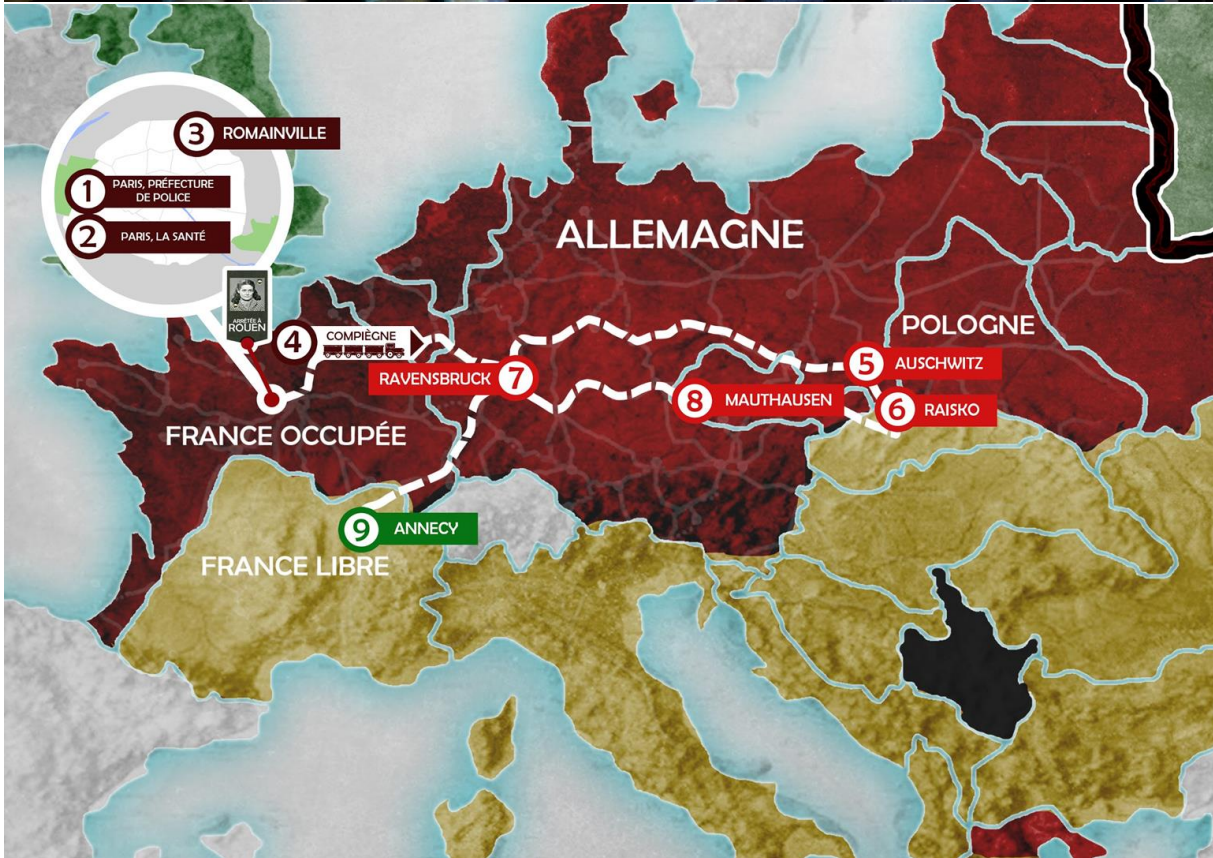 3 ROMAINVILLE
1 PARIS, PRÉFECTURE
DE POLICE
2 PARIS, LA SANTÉ
ALLEMAGNE
ARRÊTÉE À
ROUEN
4 COMPIÈGNE
POLOGNE
5 AUSCHWITZ
RAVENSBRUCK 7
8 MAUTHAUSEN
6 RAISKO
FRANCE OCCUPÉE
9 ANNECY
FRANCE LIBRE